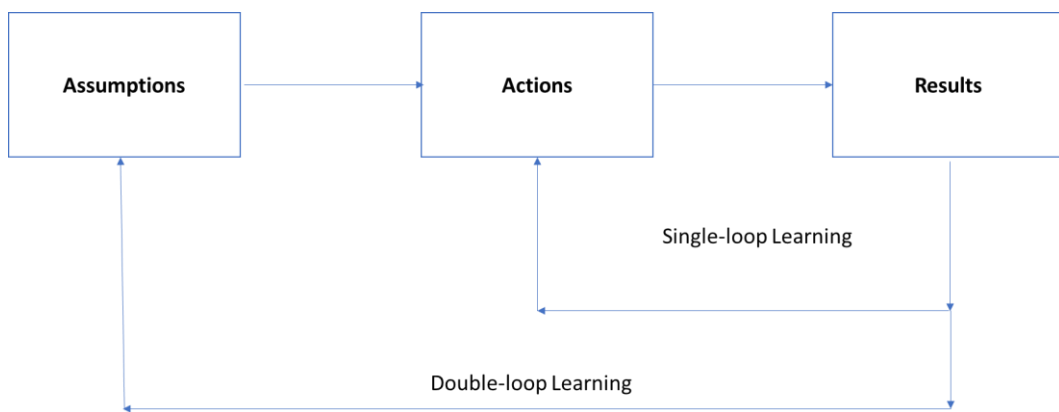 Assumptions
Actions
Results
Single-loop Learning
Double-loop Learning